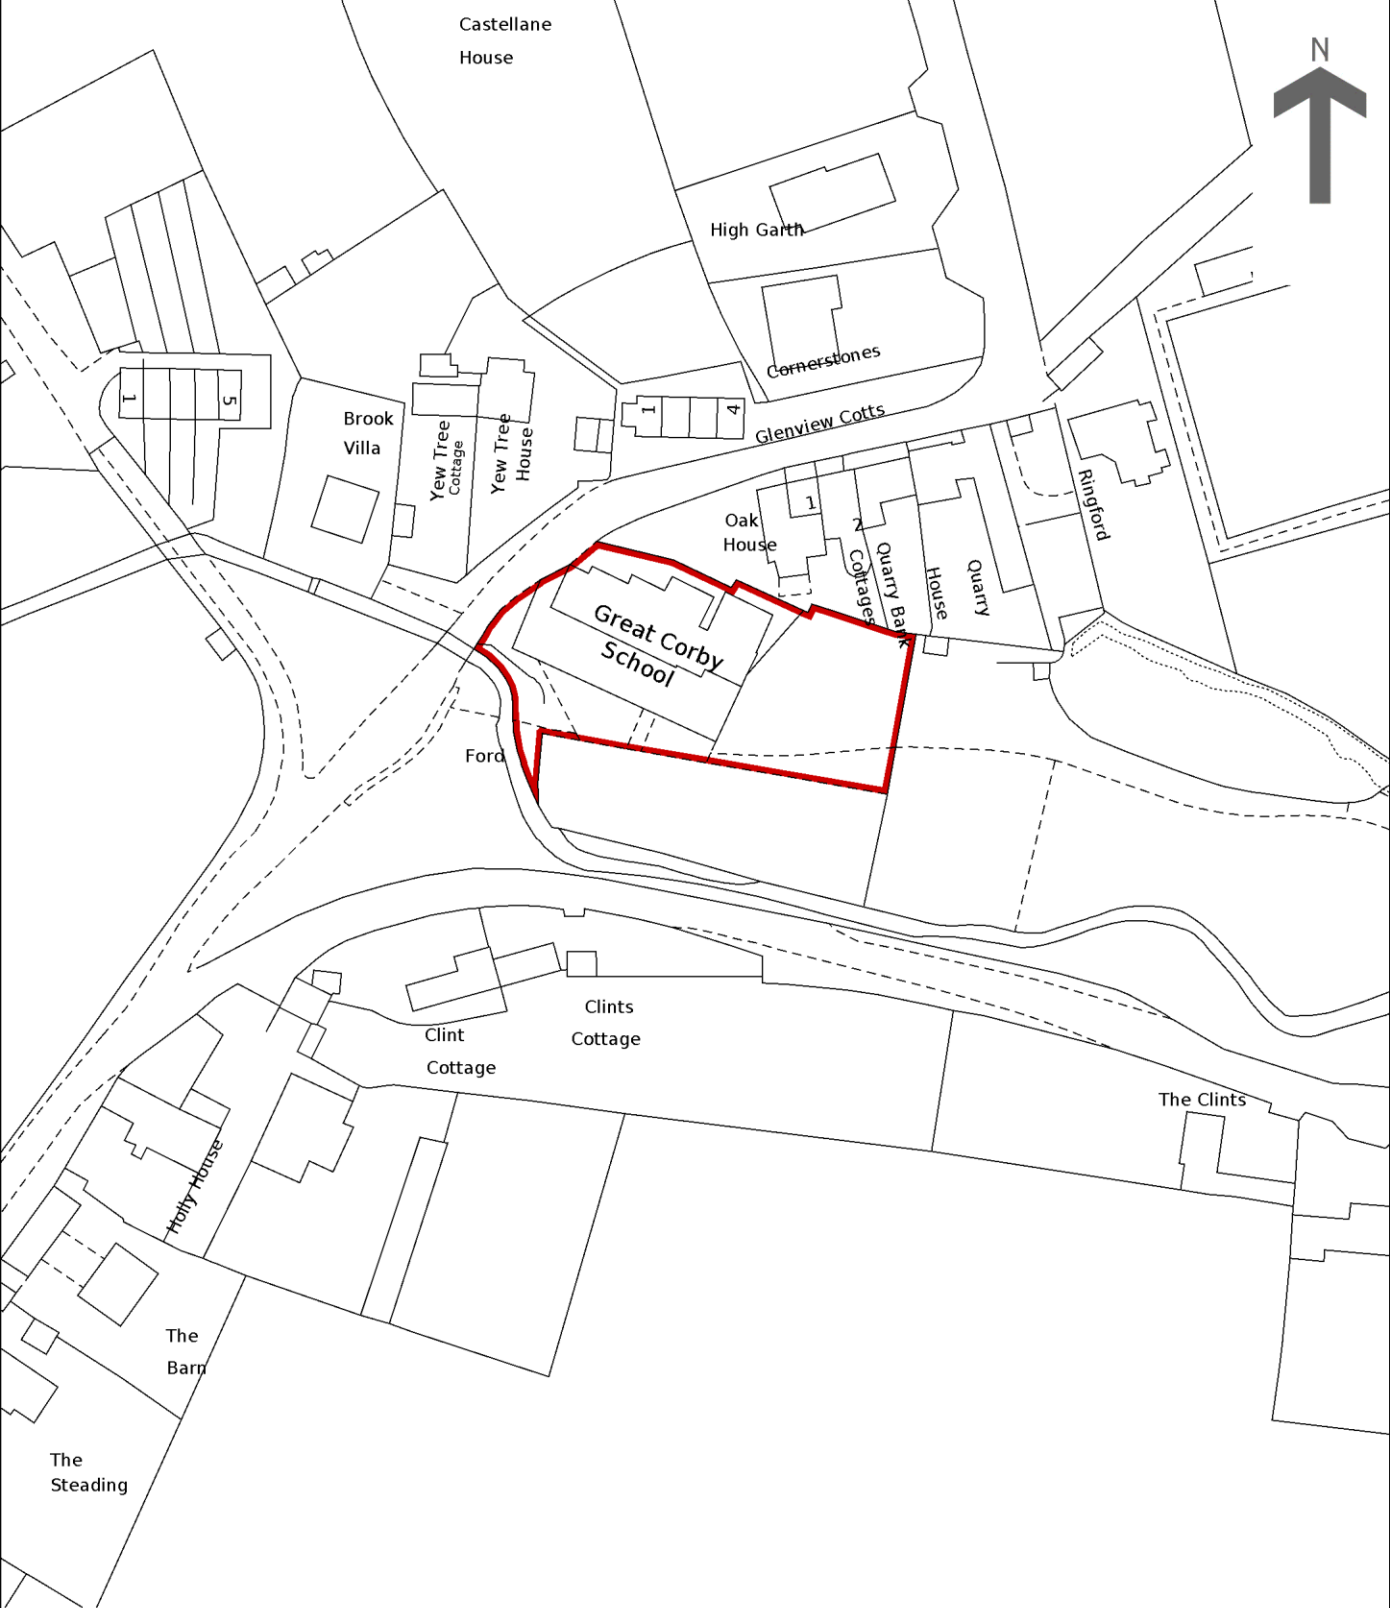 Castellane
House
N
High Garth
Cornerstones
1
5
Brook
Villa
Yew Tree
Cottage
Yew Tree
House
1
4
Glenview Cotts
Oak
House
1
2
Quarry Bank
Cottages
House
Quarry
Ringford
Great Corby
School
Ford
Clints
Cottage
Clint
Cottage
The Clints
Holly House
The
Barn
The
Steading